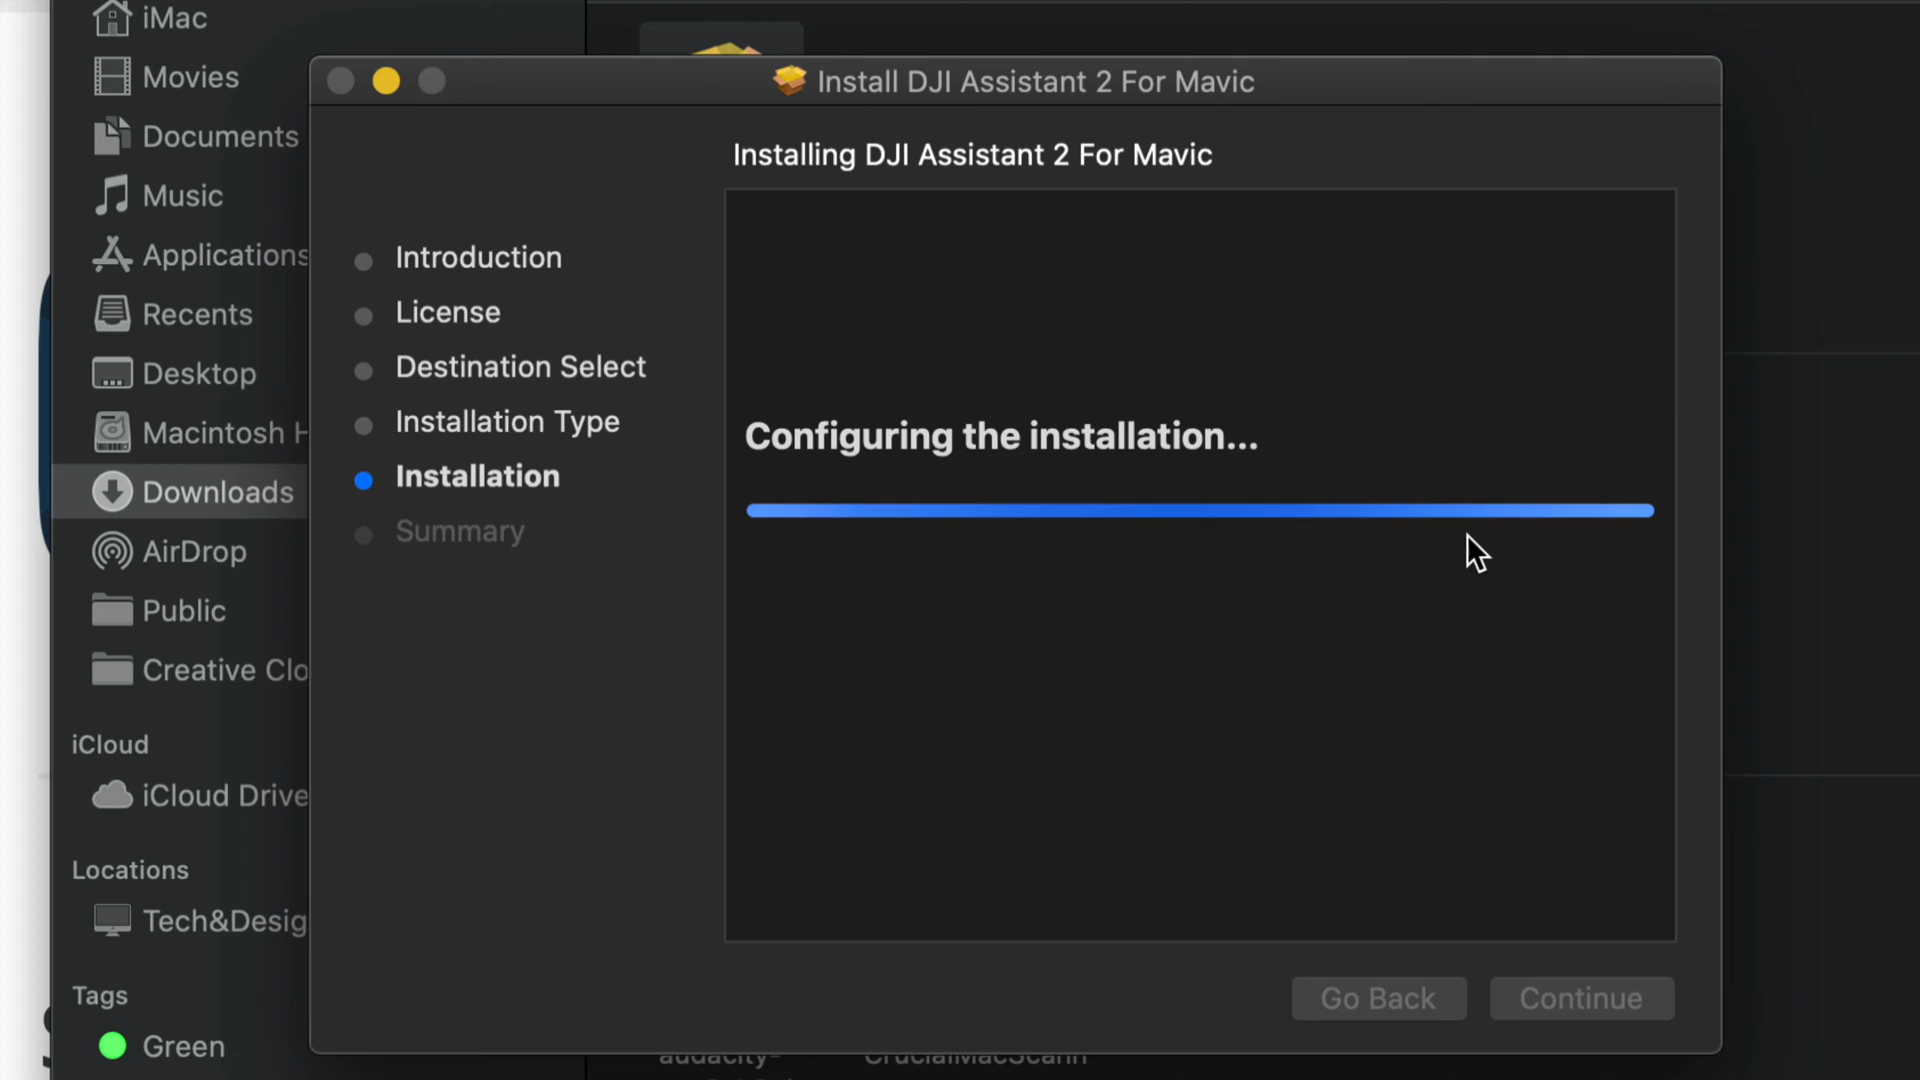 iMac
Movies
Documents
Music
Applications
Recents
Desktop
Macintosh H
Downloads
AirDrop
Public
Creative Clo
iCloud
iCloud Drive
Locations
Tech&Desig
Tags
Green
Install DJI Assistant 2 For Mavic
Installing DJI Assistant 2 For Mavic
Introduction
License
Destination Select
Installation Type
Installation
Summary
Configuring the installation...
Go Back
Continue
audacity-
CrucialMacScann